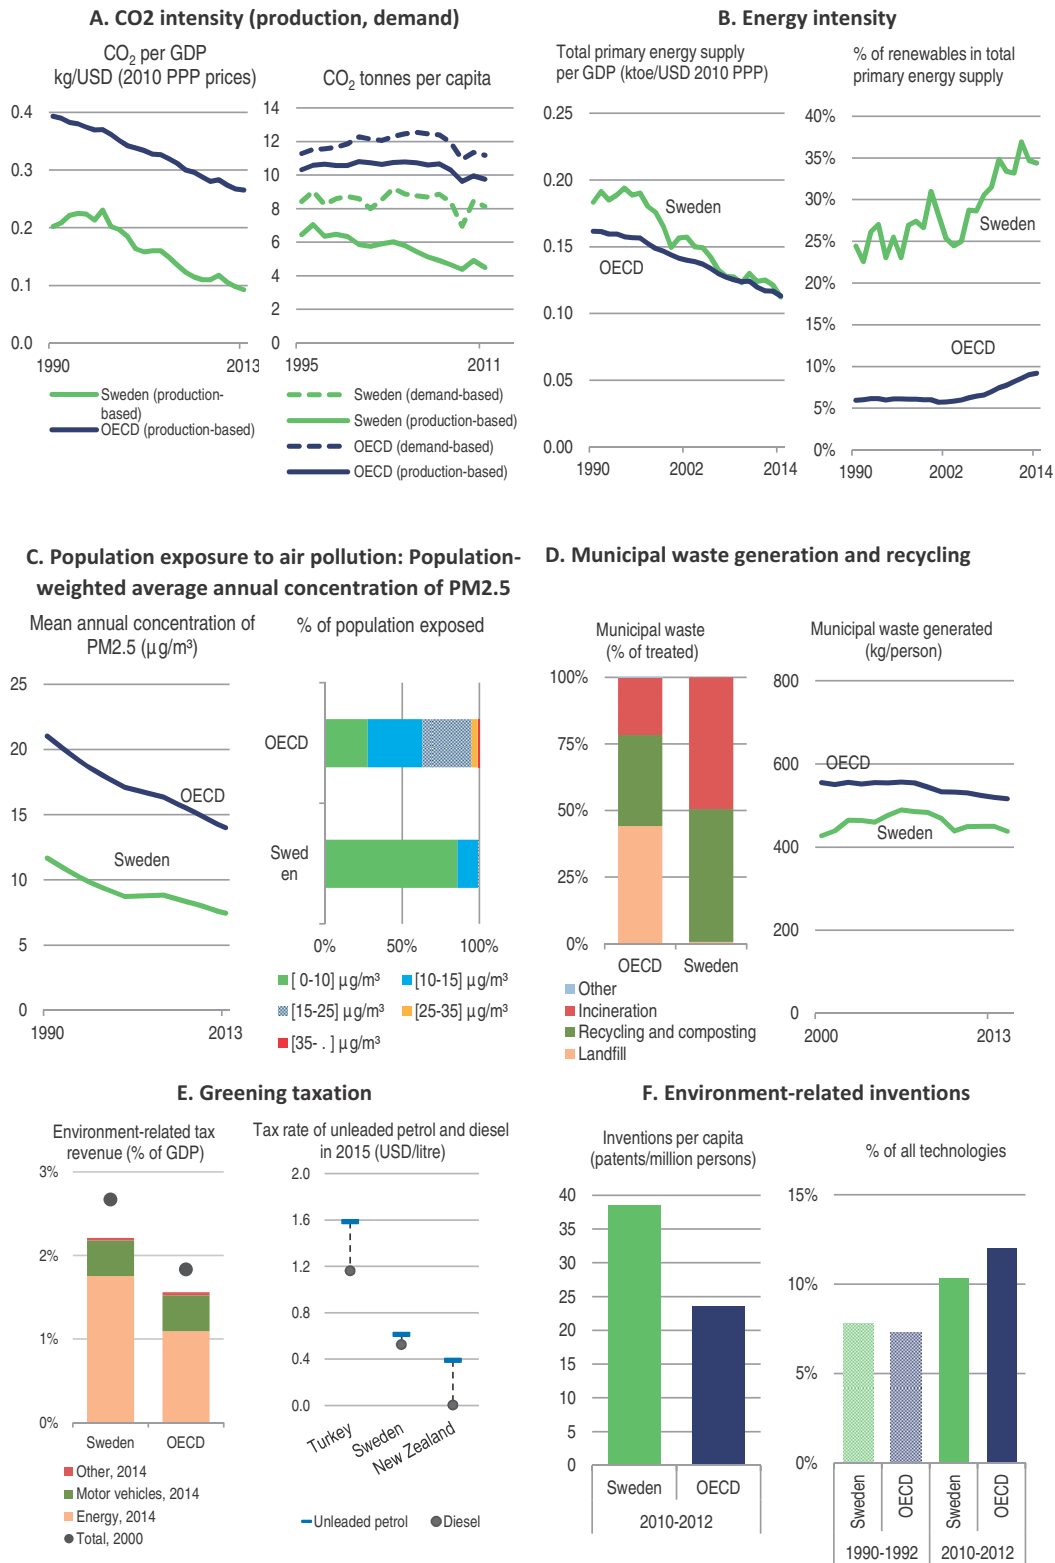 A. CO2 intensity (production, demand)
CO₂ per GDP
kg/USD (2010 PPP prices)
0.4
0.3
0.2
0.1
0.0
1990
2013
Sweden (production-
based)
OECD (production-based)
CO₂ tonnes per capita
14
12
10
8
6
4
2
0
1995
2011
Sweden (demand-based)
Sweden (production-based)
OECD (demand-based)
OECD (production-based)
B. Energy intensity
Total primary energy supply
per GDP (ktoe/USD 2010 PPP)
0.25
0.20
0.15
0.10
0.05
0.00
Sweden
OECD
1990
2002
2014
% of renewables in total
primary energy supply
40%
35%
30%
25%
20%
15%
10%
5%
0%
Sweden
OECD
1990
2002
2014
C. Population exposure to air pollution: Population-
weighted average annual concentration of PM2.5
Mean annual concentration of
PM2.5 (µg/m³)
25
20
15
10
5
0
OECD
Sweden
1990
2013
% of population exposed
OECD
Swed
en
0%
50%
100%
[ 0-10] µg/m³
[10-15] µg/m³
[15-25] µg/m³
[25-35] µg/m³
[35- . ] µg/m³
D. Municipal waste generation and recycling
Municipal waste
(% of treated)
100%
75%
50%
25%
0%
OECD
Sweden
Other
Incineration
Recycling and composting
Landfill
Municipal waste generated
(kg/person)
800
600
400
200
0
OECD
Sweden
2000
2013
E. Greening taxation
Environment-related tax
revenue (% of GDP)
3%
2%
1%
0%
Sweden
OECD
Other, 2014
Motor vehicles, 2014
Energy, 2014
Total, 2000
Tax rate of unleaded petrol and diesel
in 2015 (USD/litre)
2.0
1.6
1.2
0.8
0.4
0.0
Turkey
Sweden
New Zealand
Unleaded petrol
Diesel
F. Environment-related inventions
Inventions per capita
(patents/million persons)
40
35
30
25
20
15
10
5
0
Sweden
OECD
2010-2012
% of all technologies
15%
10%
5%
0%
Sweden
OECD
Sweden
OECD
1990-1992
2010-2012